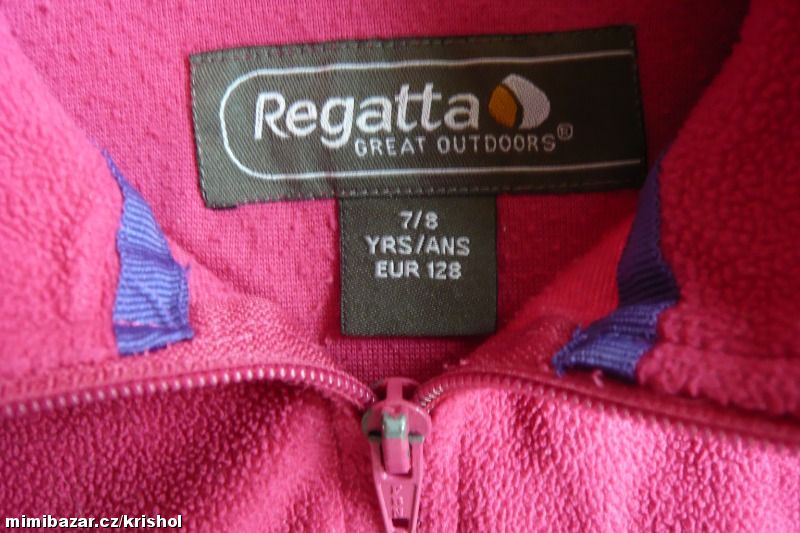 Regatta
GREAT OUTDOORS®
7/8
YRS/ANS
EUR 128
mimibazar.cz/krishol